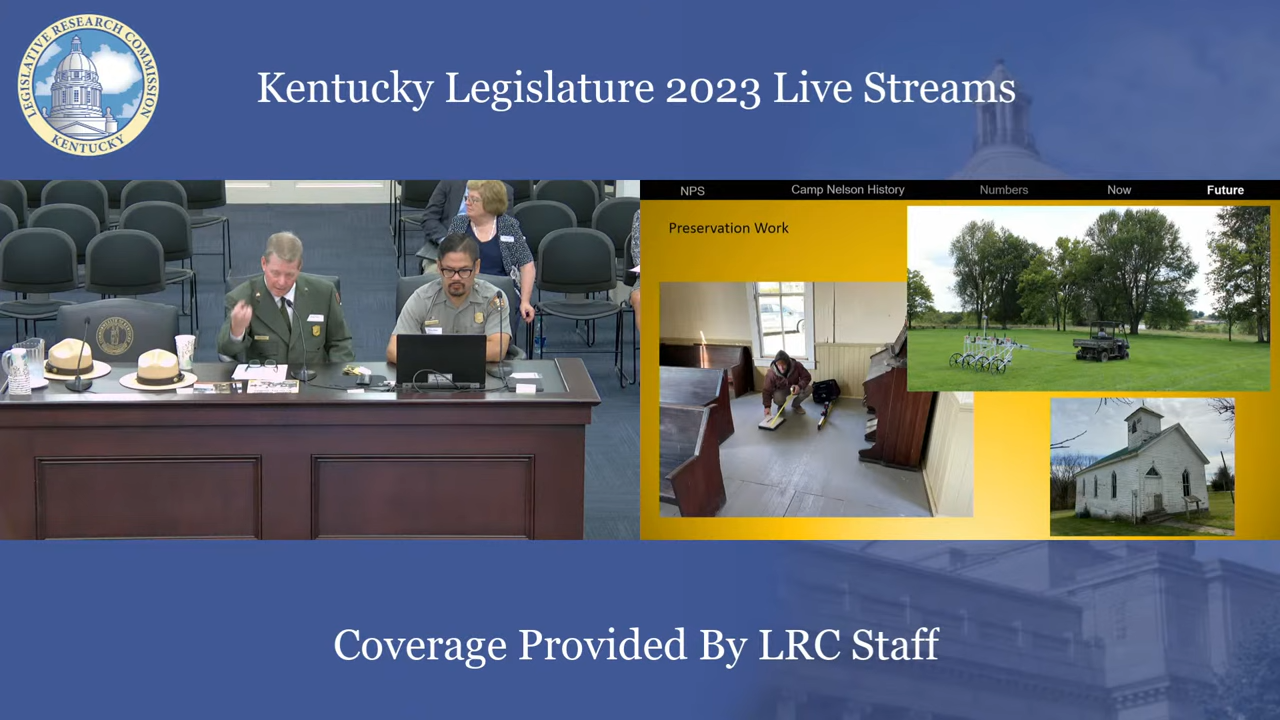 LEGISLATIVE RESEARCH COMMISSION
KENTUCKY
Kentucky Legislature 2023 Live Streams
NPS
Camp Nelson History
Numbers
Now
Future
Preservation Work
Coverage Provided By LRC Staff